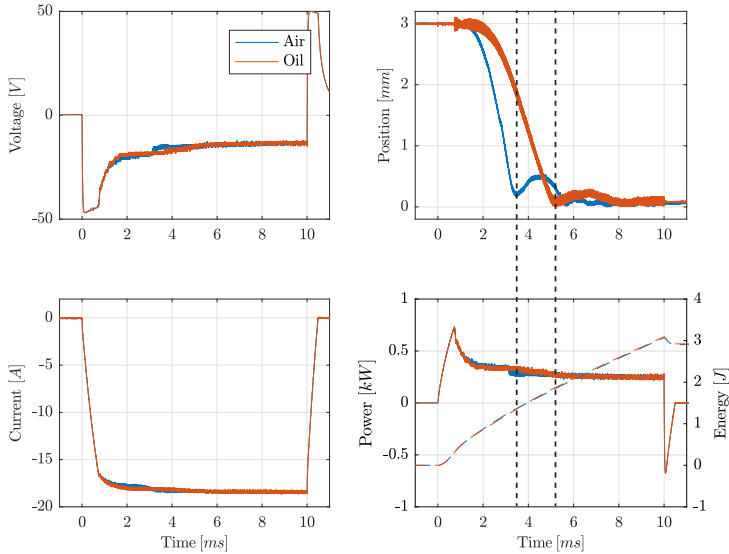 50
0
-50
Voltage [V]
Air
Oil
0 2 4 6 8 10
3
2
1
0
Position [mm]
0 2 4 6 8 10
0
-5
-10
-15
-20
Current [A]
0 2 4 6 8 10
Time [ms]
1
0.5
0
-0.5
-1
Power [kW]
4
3
2
1
0
-1
Energy [J]
0 2 4 6 8 10
Time [ms]